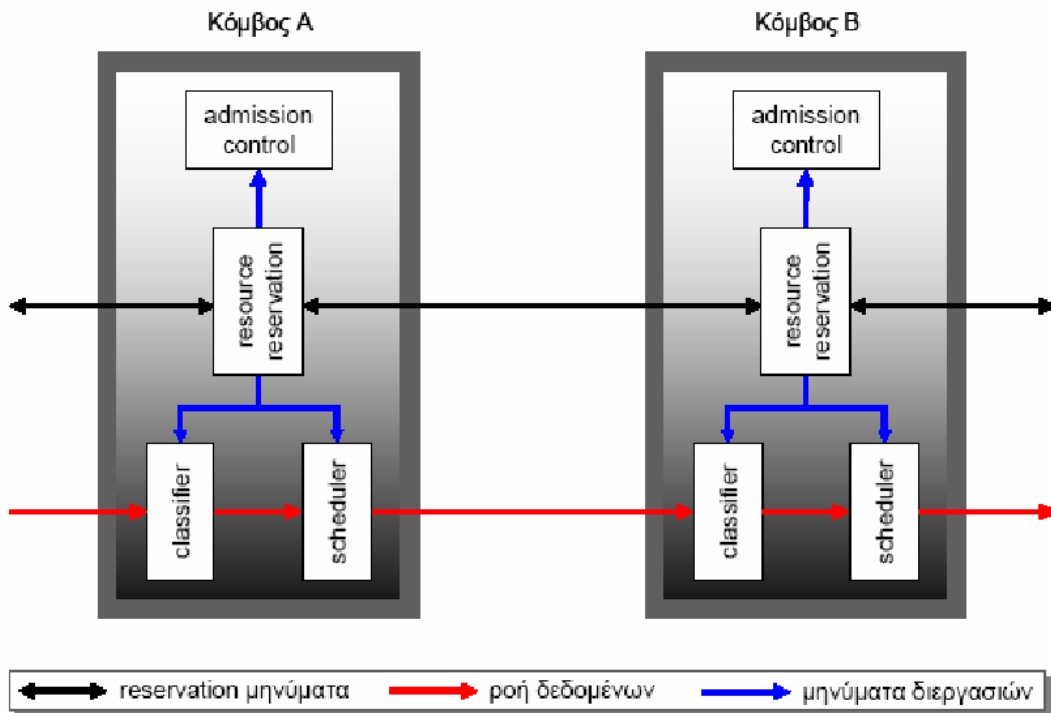 Κόμβος Α
Κόμβος Β
admission
control
admission
control
resource
reservation
resource
reservation
classifier
scheduler
classifier
scheduler
reservation μηνύματα
ροή δεδομένων
μηνύματα διεργασιών